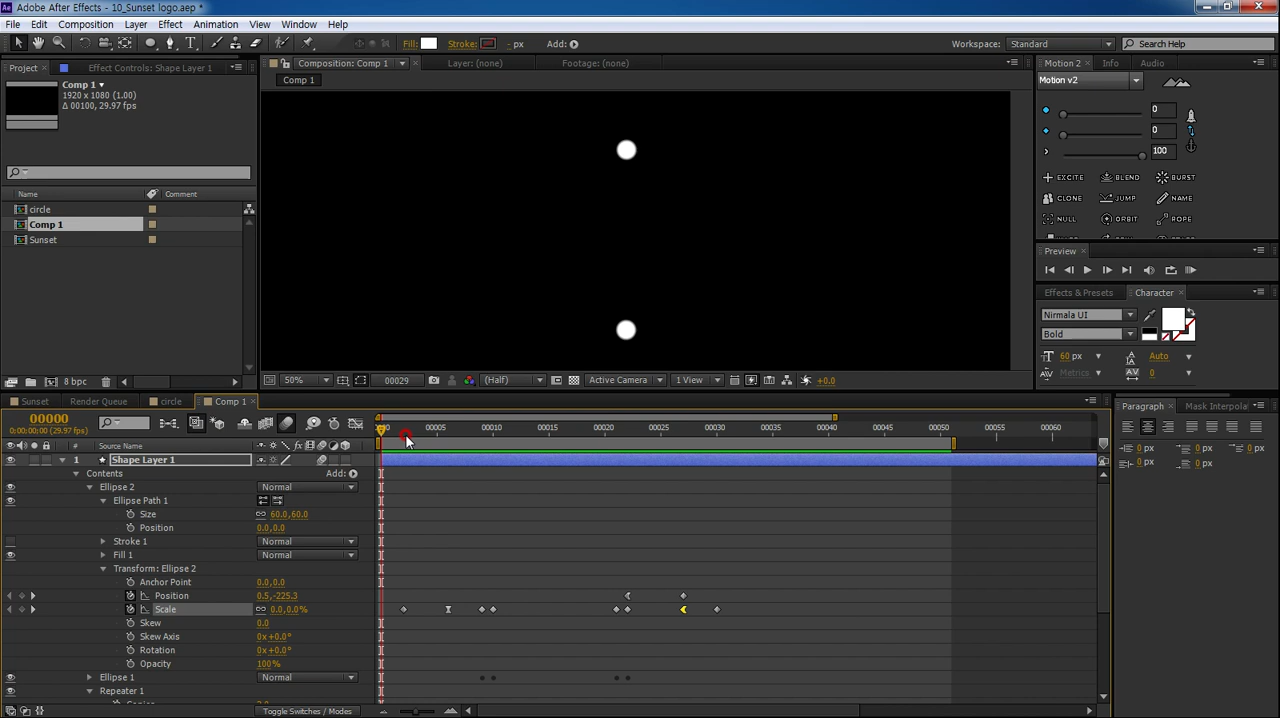 Adobe After Effects - 10_Sunset logo.aep *
File Edit Composition Layer Effect Animation View Window Help
Fill: Stroke: - px Add:
Workspace: Standard Search Help
Project Effect Controls: Shape Layer 1
Composition: Comp 1 Layer: (none) Footage: (none)
Motion 2 Info Audio
Comp 1
1920 x 1080 (1.00)
Δ 00100, 29.97 fps
Comp 1
Motion v2
0
0
100
EXCITE BLEND BURST
CLONE JUMP NAME
NULL ORBIT ROPE
Name Comment
circle
Comp 1
Sunset
Preview
Effects & Presets Character
Nirmala UI
Bold
60 px Auto
Metrics 0
8 bpc
50% 00029 (Half) Active Camera 1 View +0.0
Sunset Render Queue circle Comp 1
Paragraph Mask Interpola
00000
0:00:00:00 (29.97 fps)
00005 00010 00015 00020 00025 00030 00035 00040 00045 00050 00055 00060
# Source Name
0 px 0 px 0 px
0 px 0 px
1 Shape Layer 1
Contents Add:
Ellipse 2 Normal
Ellipse Path 1
Size 60.0,60.0
Position 0.0,0.0
Stroke 1 Normal
Fill 1 Normal
Transform: Ellipse 2
Anchor Point 0.0,0.0
Position 0.5,-225.3
Scale 0.0,0.0%
Skew 0.0
Skew Axis 0x+0.0°
Rotation 0x+0.0°
Opacity 100%
Ellipse 1 Normal
Repeater 1
Toggle Switches / Modes